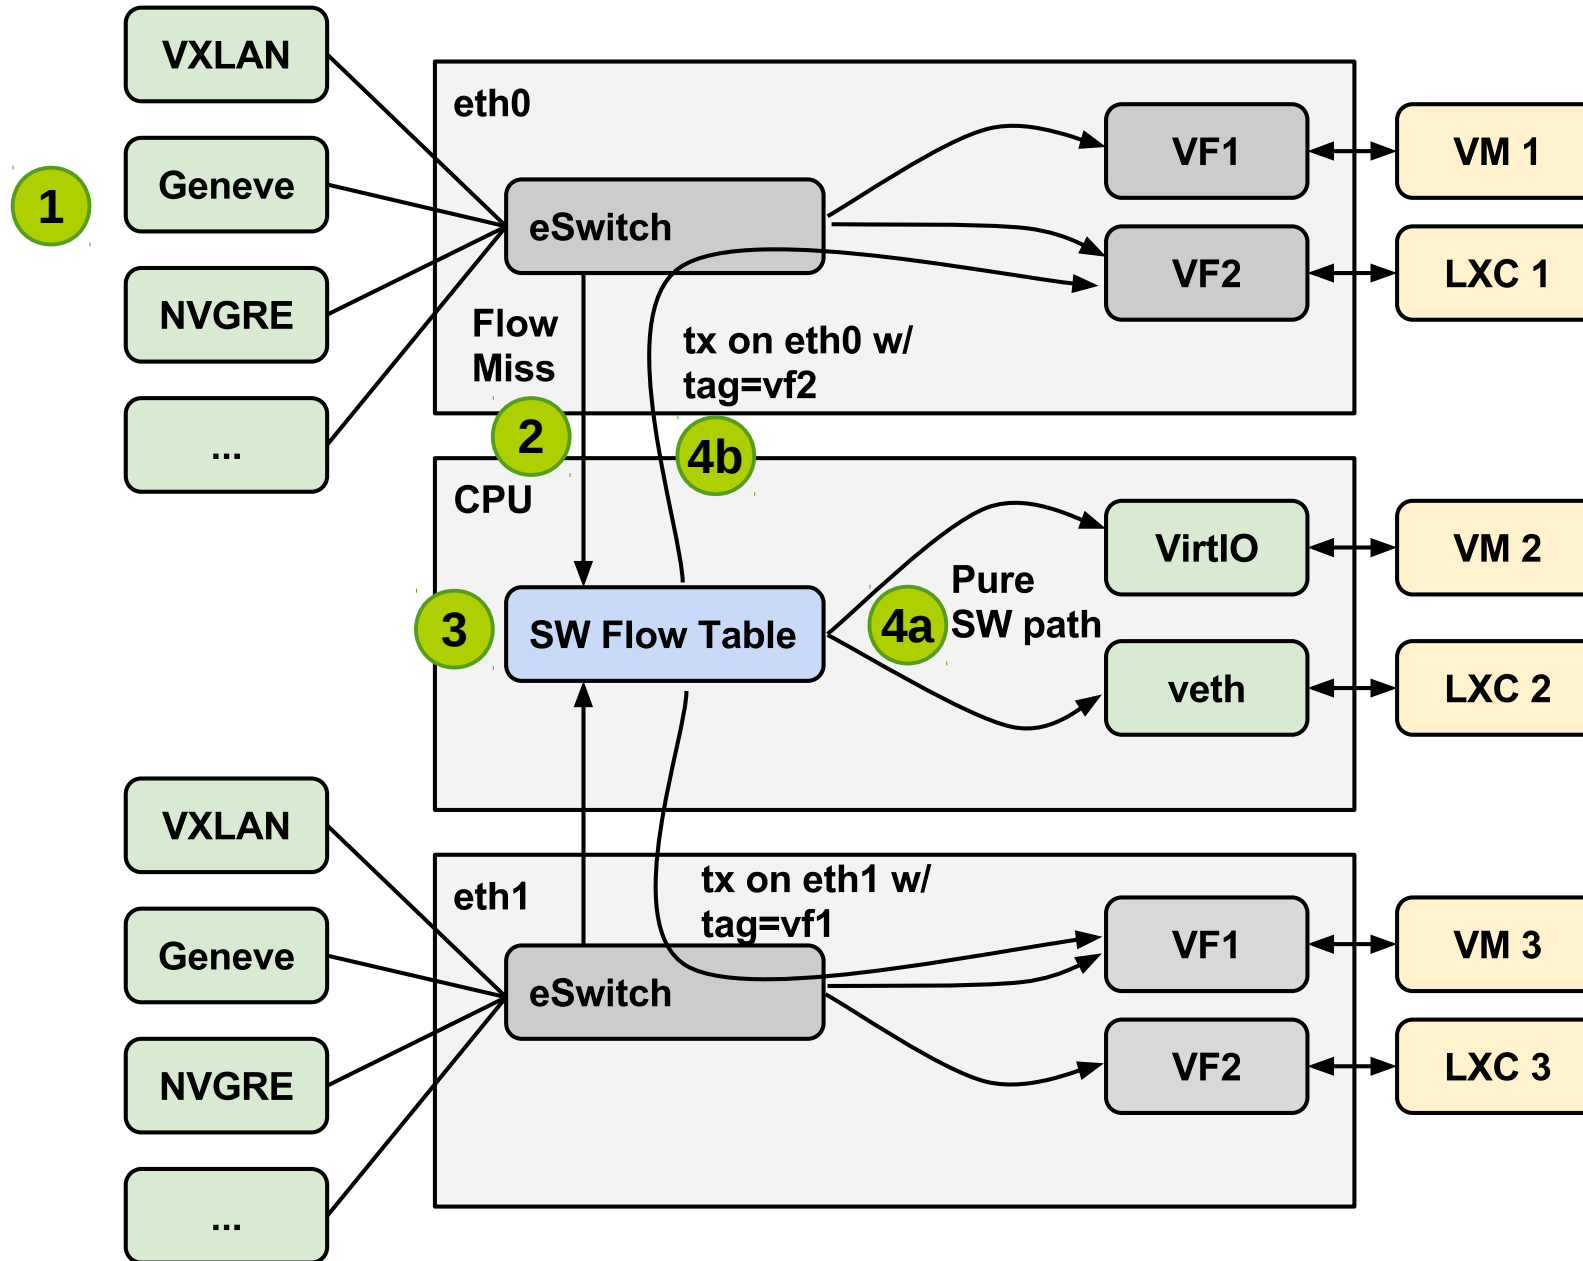 VXLAN
Geneve
NVGRE
...
1
eth0
eSwitch
VF1
VF2
VM 1
LXC 1
Flow
Miss
tx on eth0 w/
tag=vf2
2
4b
CPU
3
SW Flow Table
4a
Pure
SW path
VirtIO
veth
VM 2
LXC 2
VXLAN
Geneve
NVGRE
...
eth1
tx on eth1 w/
tag=vf1
eSwitch
VF1
VF2
VM 3
LXC 3